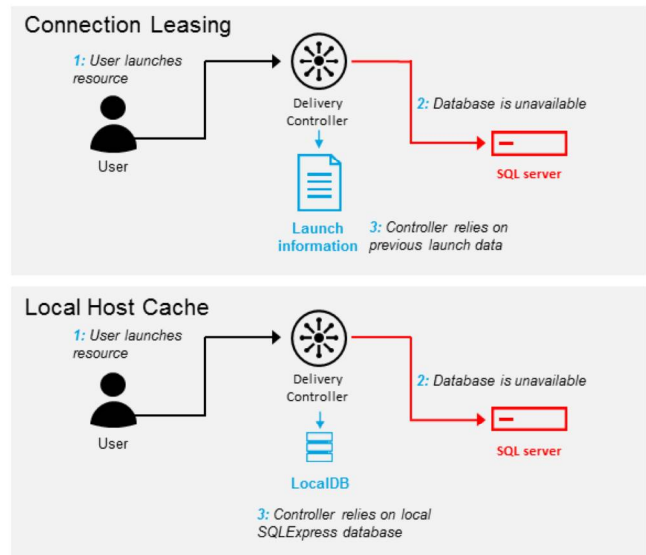 Connection Leasing
1: User launches
resource
User
Delivery
Controller
2: Database is unavailable
SQL server
Launch
information
3: Controller relies on
previous launch data
Local Host Cache
1: User launches
resource
User
Delivery
Controller
2: Database is unavailable
SQL server
LocalDB
3: Controller relies on local
SQLExpress database